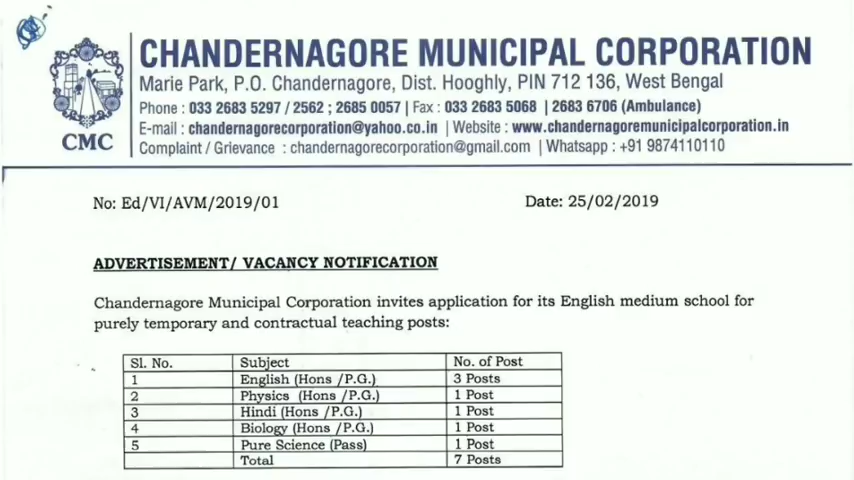 CHANDERNAGORE MUNICIPAL CORPORATION
Marie Park, P.O. Chandernagore, Dist. Hooghly, PIN 712 136, West Bengal
Phone : 033 2683 5297 / 2562 ; 2685 0057 | Fax : 033 2683 5068 | 2683 6706 (Ambulance)
E-mail : chandernagorecorporation@yahoo.co.in | Website : www.chandernagoremunicipalcorporation.in
Complaint / Grievance : chandernagorecorporation@gmail.com | Whatsapp : +91 9874110110
CMC
No: Ed/VI/AVM/2019/01 Date: 25/02/2019
ADVERTISEMENT/ VACANCY NOTIFICATION
Chandernagore Municipal Corporation invites application for its English medium school for
purely temporary and contractual teaching posts:
Sl. No. Subject No. of Post
1 English (Hons /P.G.) 3 Posts
2 Physics (Hons /P.G.) 1 Post
3 Hindi (Hons /P.G.) 1 Post
4 Biology (Hons /P.G.) 1 Post
5 Pure Science (Pass) 1 Post
Total 7 Posts